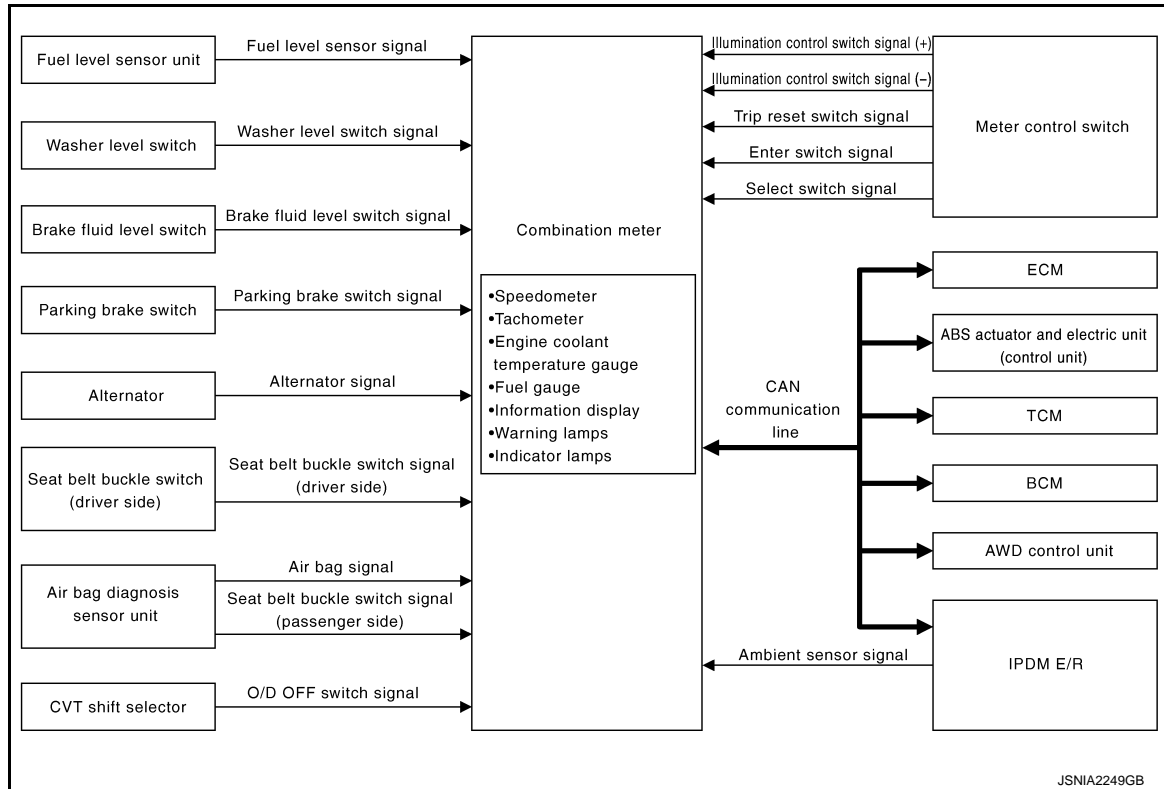 Fuel level sensor unit
Fuel level sensor signal
Washer level switch
Washer level switch signal
Brake fluid level switch
Brake fluid level switch signal
Parking brake switch
Parking brake switch signal
Alternator
Alternator signal
Seat belt buckle switch
(driver side)
Seat belt buckle switch signal
(driver side)
Air bag diagnosis
sensor unit
Air bag signal
Seat belt buckle switch signal
(passenger side)
CVT shift selector
O/D OFF switch signal
Combination meter
•Speedometer
•Tachometer
•Engine coolant
temperature gauge
•Fuel gauge
•Information display
•Warning lamps
•Indicator lamps
Illumination control switch signal (+)
Illumination control switch signal (–)
Trip reset switch signal
Enter switch signal
Select switch signal
Meter control switch
CAN
communication
line
ECM
ABS actuator and electric unit
(control unit)
TCM
BCM
AWD control unit
Ambient sensor signal
IPDM E/R
JSNIA2249GB